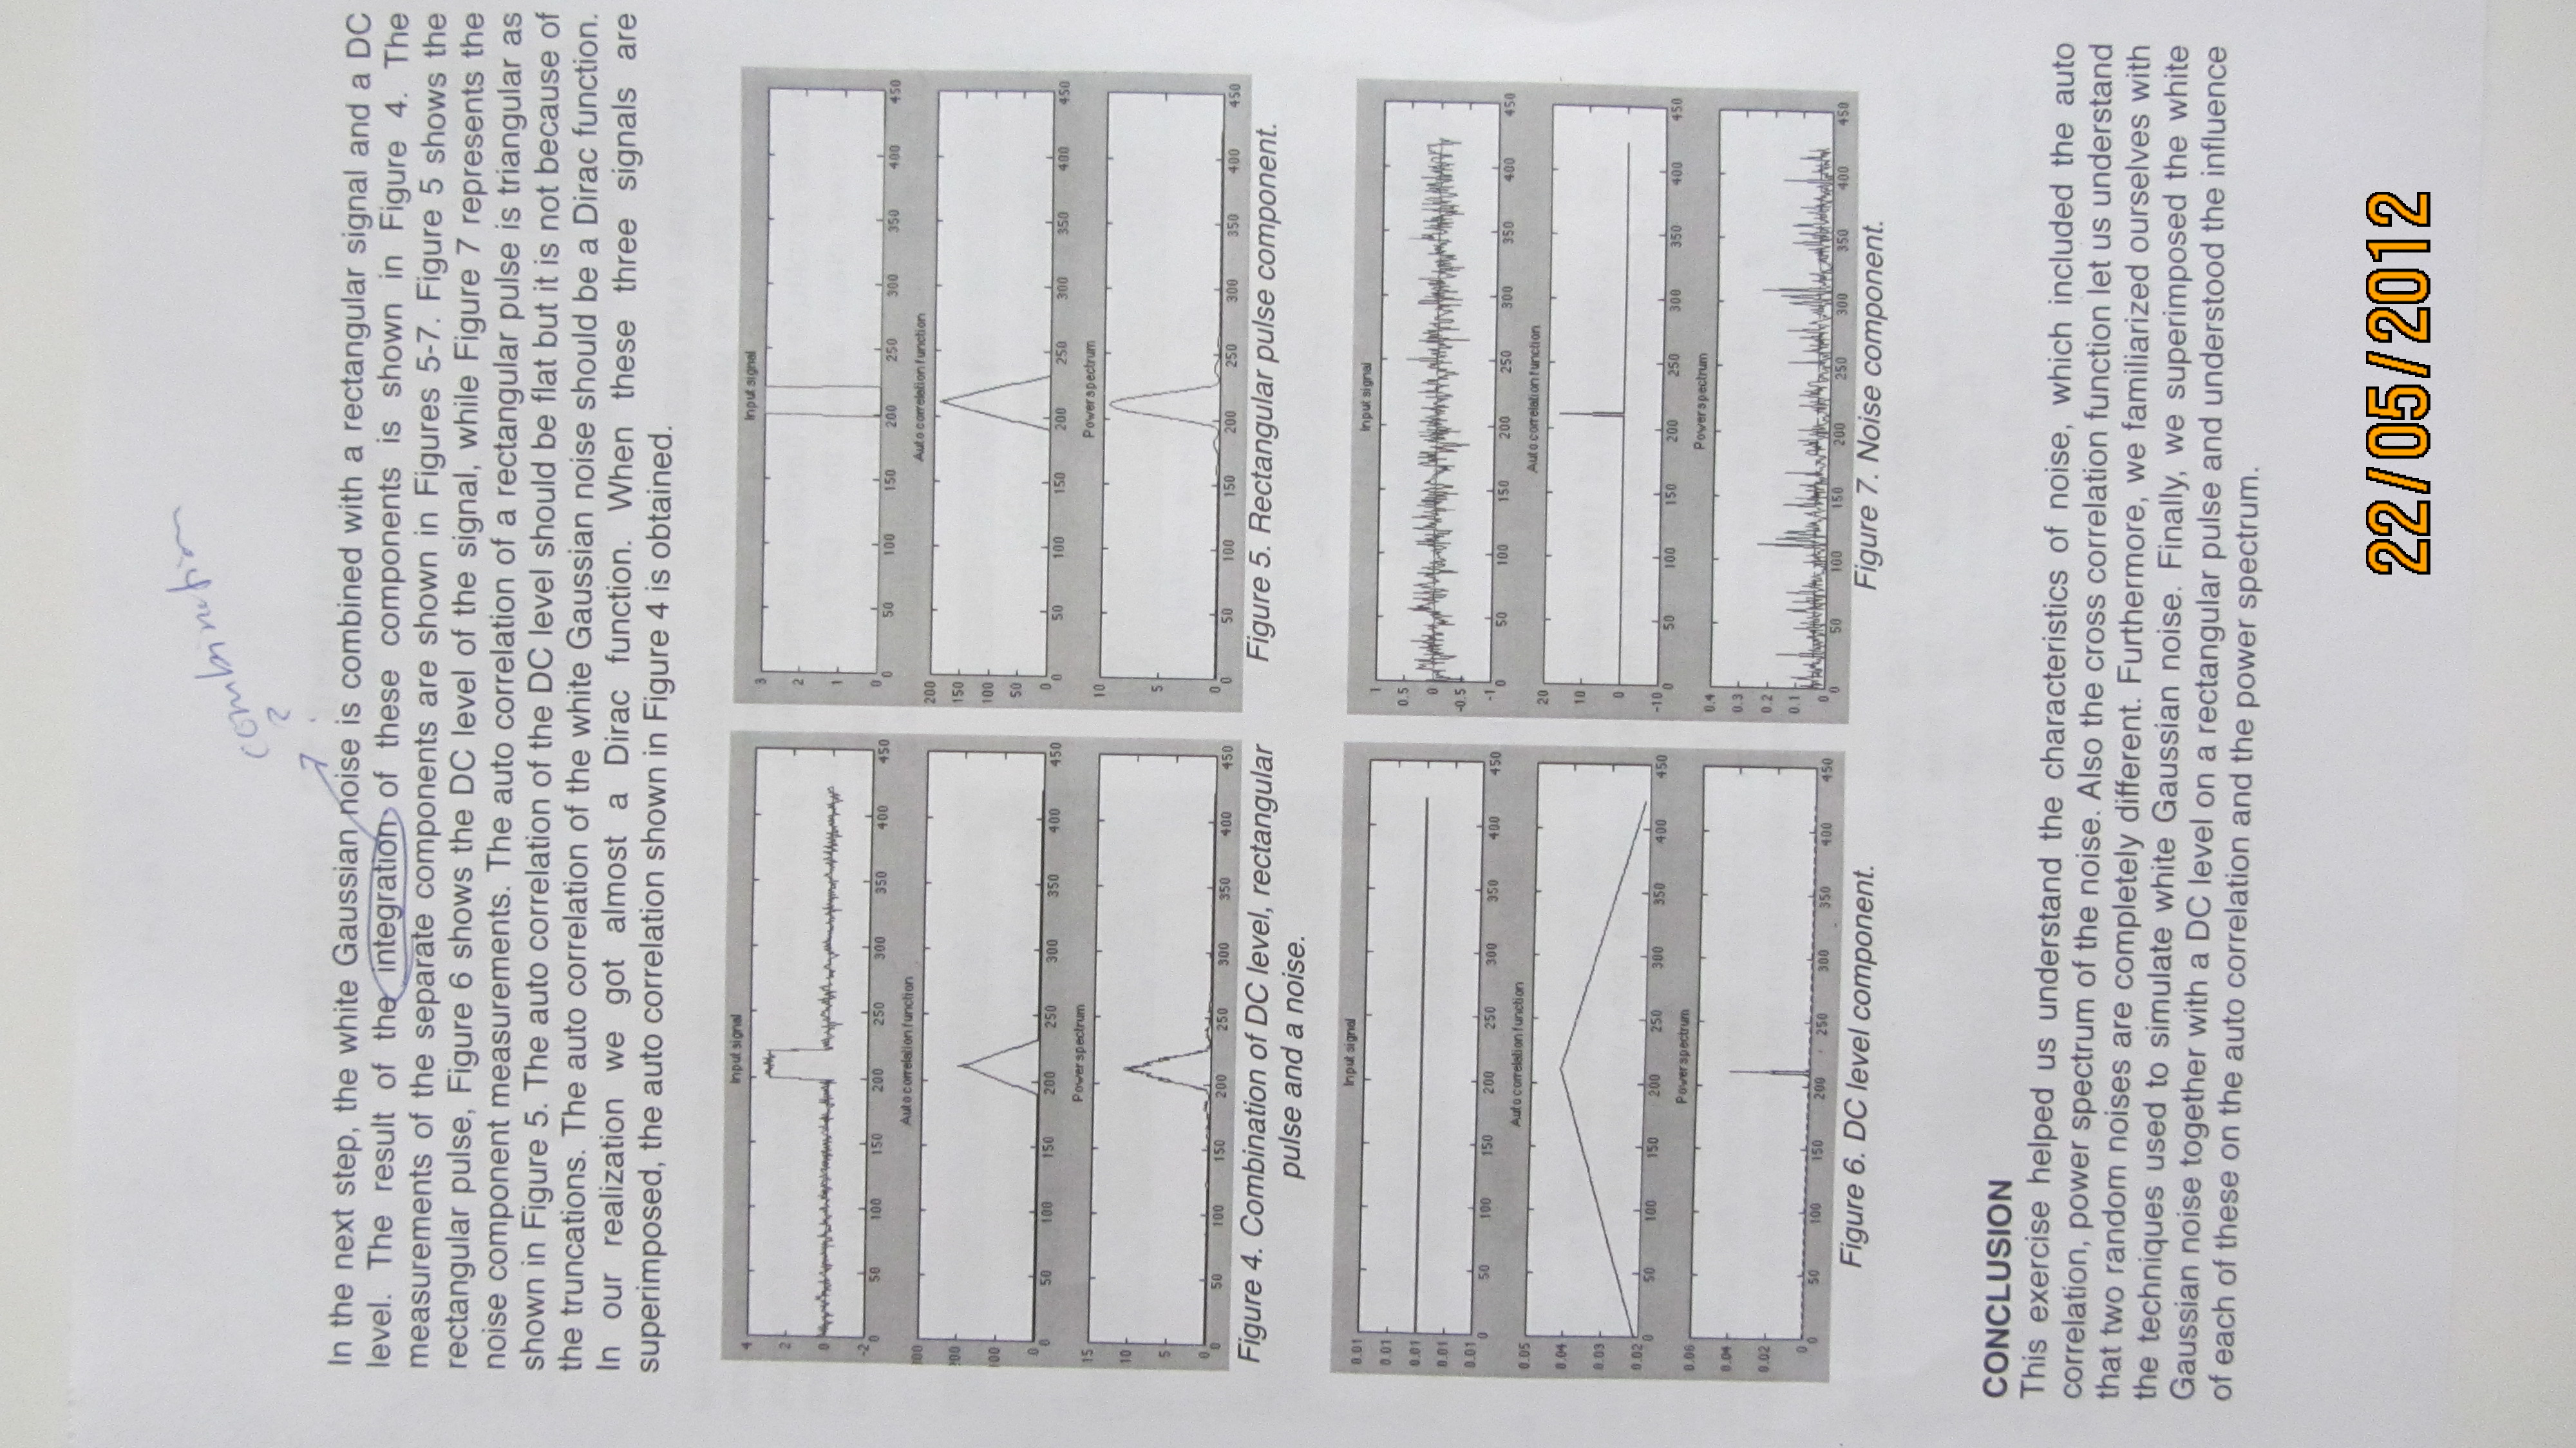 combination
?
In the next step, the white Gaussian noise is combined with a rectangular signal and a DC
level. The result of the integration of these components is shown in Figure 4. The
measurements of the separate components are shown in Figures 5-7. Figure 5 shows the
rectangular pulse, Figure 6 shows the DC level of the signal, while Figure 7 represents the
noise component measurements. The auto correlation of a rectangular pulse is triangular as
shown in Figure 5. The auto correlation of the DC level should be flat but it is not because of
the truncations. The auto correlation of the white Gaussian noise should be a Dirac function.
In our realization we got almost a Dirac function. When these three signals are
superimposed, the auto correlation shown in Figure 4 is obtained.
Input signal
4
2
0
-2
0 50 100 150 200 250 300 350 400 450
Auto correlation function
300
200
100
0
0 50 100 150 200 250 300 350 400 450
Power spectrum
15
10
5
0
0 50 100 150 200 250 300 350 400 450
Figure 4. Combination of DC level, rectangular
pulse and a noise.
Input signal
3
2
1
0
0 50 100 150 200 250 300 350 400 450
Auto correlation function
200
150
100
50
0
0 50 100 150 200 250 300 350 400 450
Power spectrum
10
5
0
0 50 100 150 200 250 300 350 400 450
Figure 5. Rectangular pulse component.
Input signal
0.01
0.01
0.01
0.01
0.01
0 50 100 150 200 250 300 350 400 450
Auto correlation function
0.05
0.04
0.03
0.02
0 50 100 150 200 250 300 350 400 450
Power spectrum
0.06
0.04
0.02
0
0 50 100 150 200 250 300 350 400 450
Figure 6. DC level component.
Input signal
1
0.5
0
-0.5
-1
0 50 100 150 200 250 300 350 400 450
Auto correlation function
20
10
0
-10
0 50 100 150 200 250 300 350 400 450
Power spectrum
0.4
0.3
0.2
0.1
0
0 50 100 150 200 250 300 350 400 450
Figure 7. Noise component.
CONCLUSION
This exercise helped us understand the characteristics of noise, which included the auto
correlation, power spectrum of the noise. Also the cross correlation function let us understand
that two random noises are completely different. Furthermore, we familiarized ourselves with
the techniques used to simulate white Gaussian noise. Finally, we superimposed the white
Gaussian noise together with a DC level on a rectangular pulse and understood the influence
of each of these on the auto correlation and the power spectrum.
22/05/2012